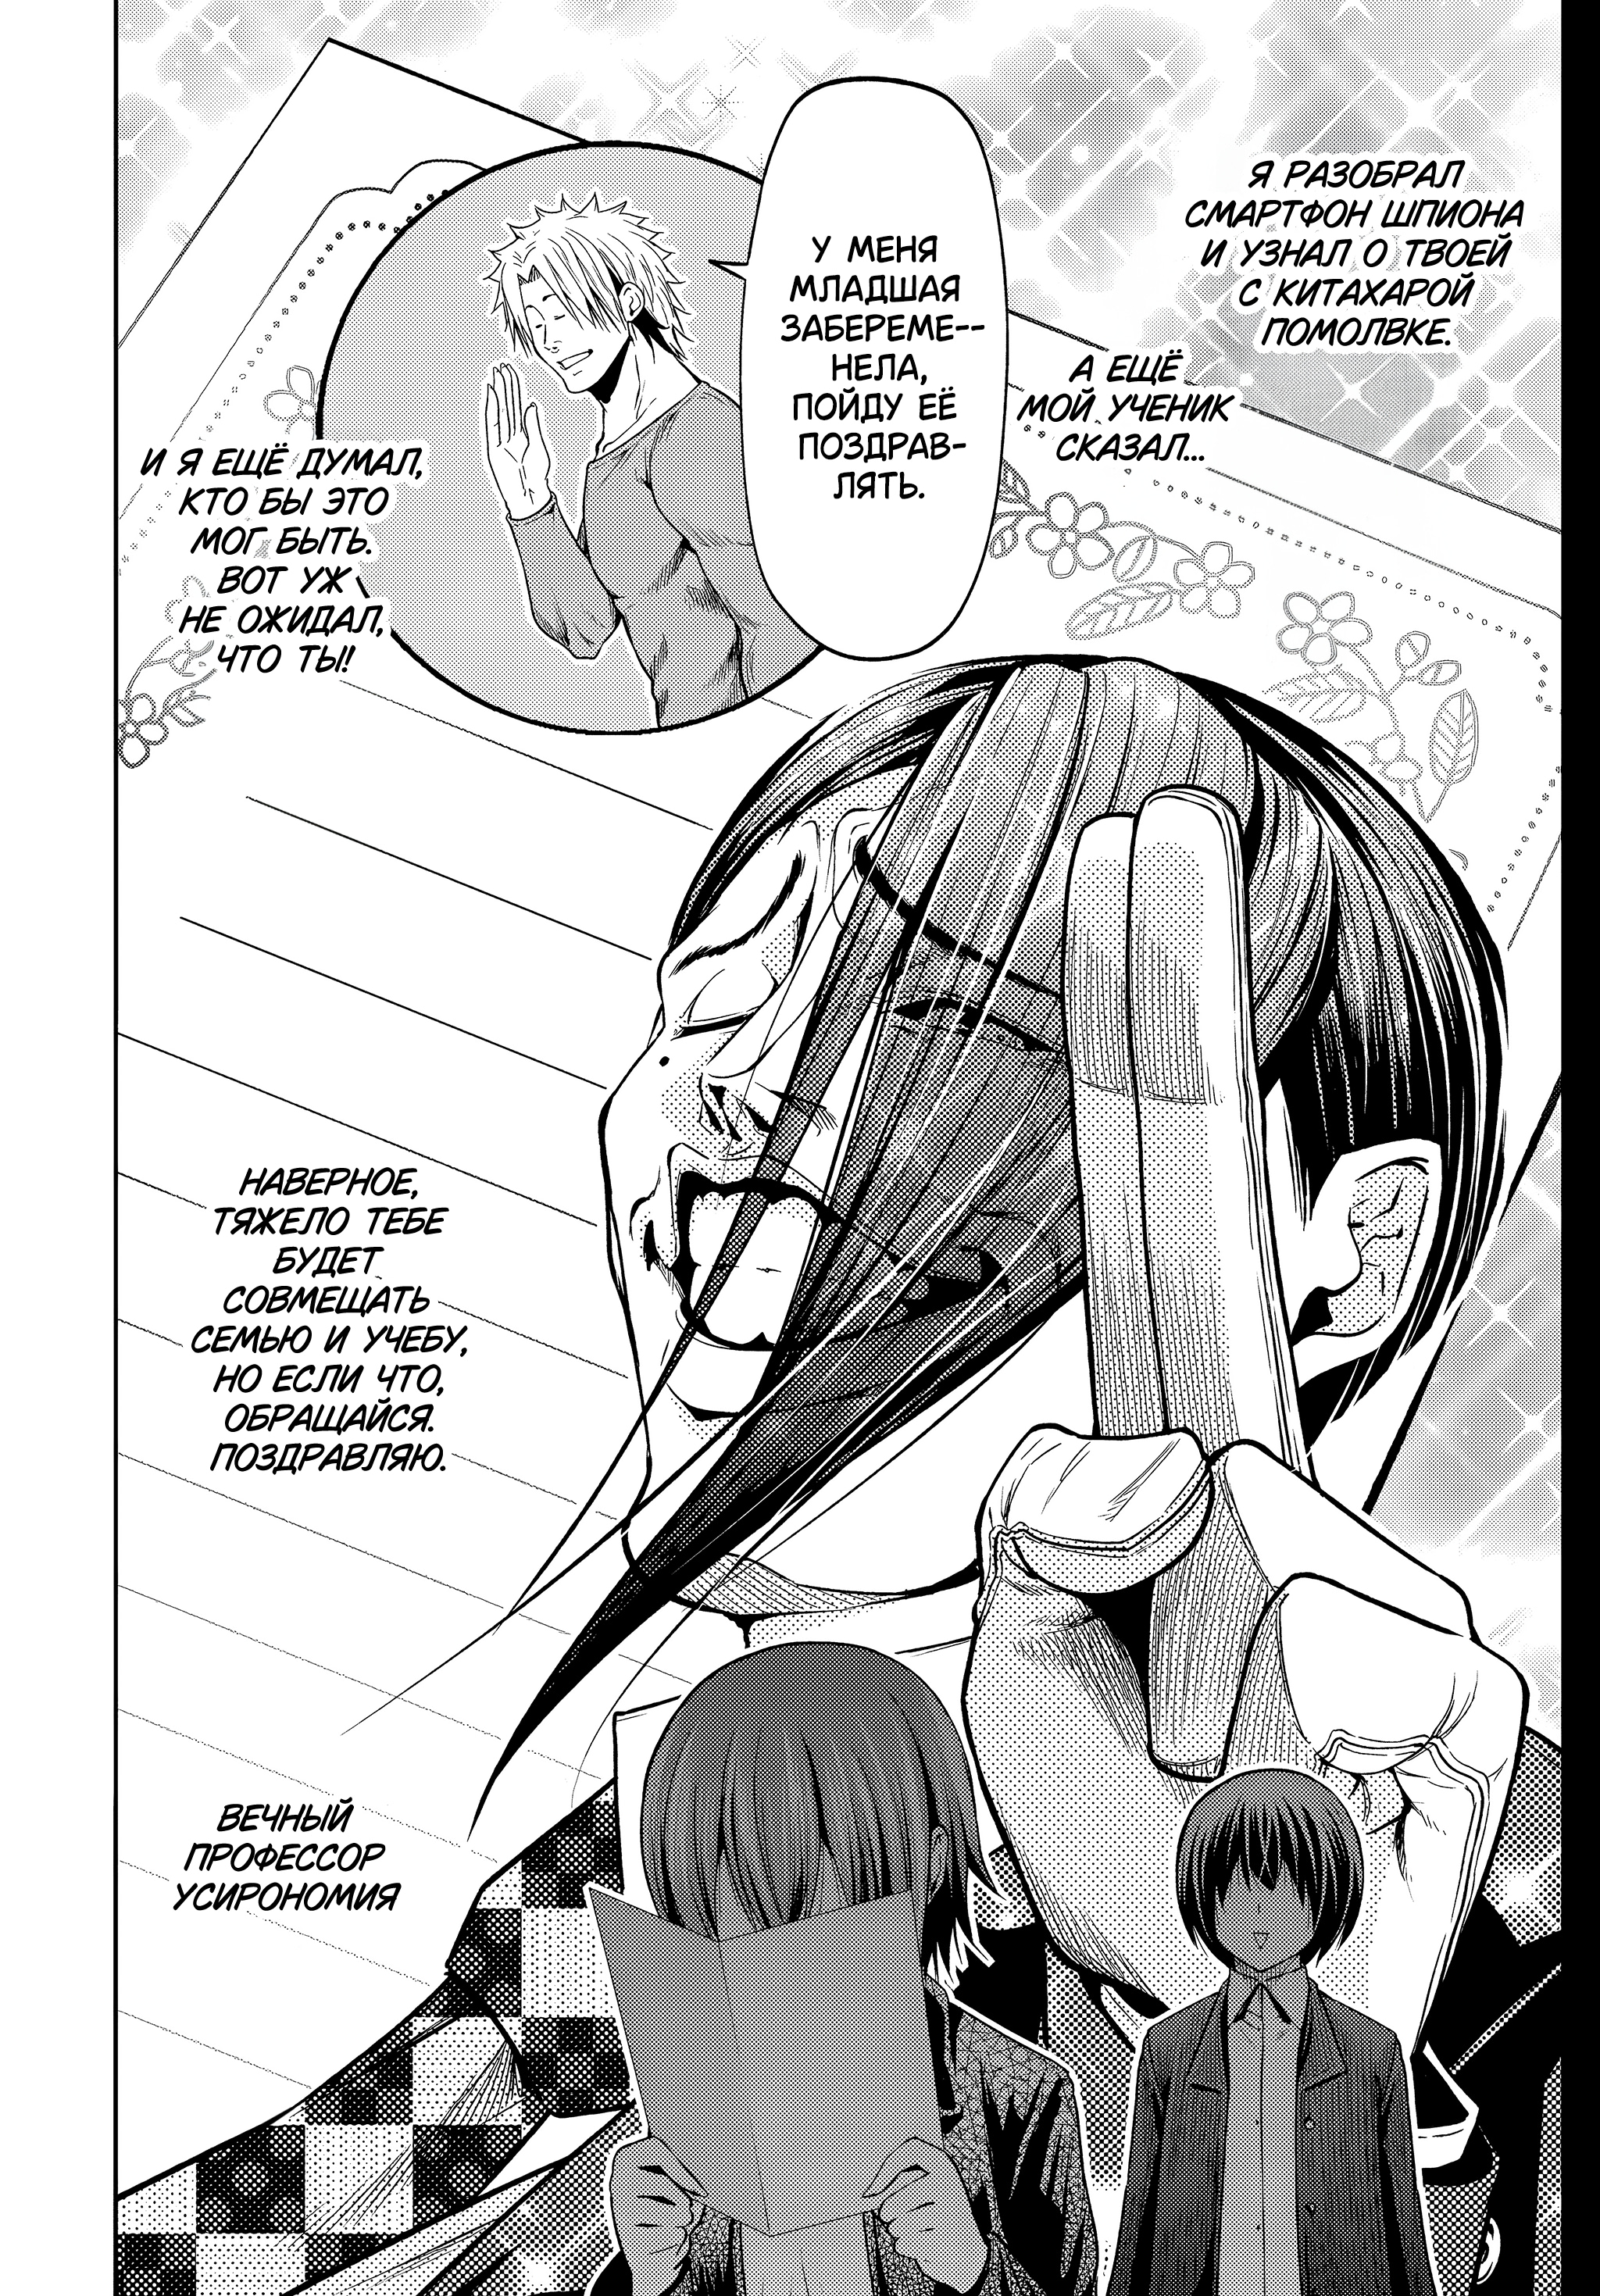 Я РАЗОБРАЛ
СМАРТФОН ШПИОНА
И УЗНАЛ О ТВОЕЙ
С КИТАХАРОЙ
ПОМОЛВКЕ.
А ЕЩЁ
МОЙ УЧЕНИК
СКАЗАЛ...
У МЕНЯ
МЛАДШАЯ
ЗАБЕРЕМЕ--
НЕЛА,
ПОЙДУ ЕЁ
ПОЗДРАВ-
ЛЯТЬ.
И Я ЕЩЁ ДУМАЛ,
КТО БЫ ЭТО
МОГ БЫТЬ.
ВОТ УЖ
НЕ ОЖИДАЛ,
ЧТО ТЫ!
НАВЕРНОЕ,
ТЯЖЕЛО ТЕБЕ
БУДЕТ
СОВМЕЩАТЬ
СЕМЬЮ И УЧЕБУ,
НО ЕСЛИ ЧТО,
ОБРАЩАЙСЯ.
ПОЗДРАВЛЯЮ.
ВЕЧНЫЙ
ПРОФЕССОР
УСИРОНОМИЯ